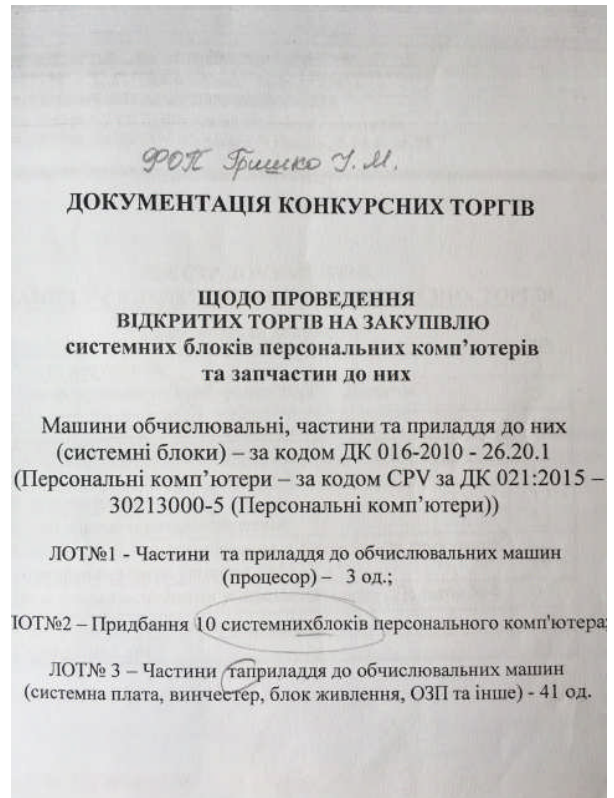 ФОП Гришко І.М.
ДОКУМЕНТАЦІЯ КОНКУРСНИХ ТОРГІВ
ЩОДО ПРОВЕДЕННЯ
ВІДКРИТИХ ТОРГІВ НА ЗАКУПІВЛЮ
системних блоків персональних комп’ютерів
та запчастин до них
Машини обчислювальні, частини та приладдя до них
(системні блоки) – за кодом ДК 016-2010 - 26.20.1
(Персональні комп’ютери – за кодом CPV за ДК 021:2015 –
30213000-5 (Персональні комп’ютери))
ЛОТ№1 - Частини та приладдя до обчислювальних машин
(процесор) – 3 од.;
ЛОТ№2 – Придбання 10 системнихблоків персонального комп'ютера;
ЛОТ№ 3 – Частини таприладдя до обчислювальних машин
(системна плата, винчестер, блок живлення, ОЗП та інше) - 41 од.